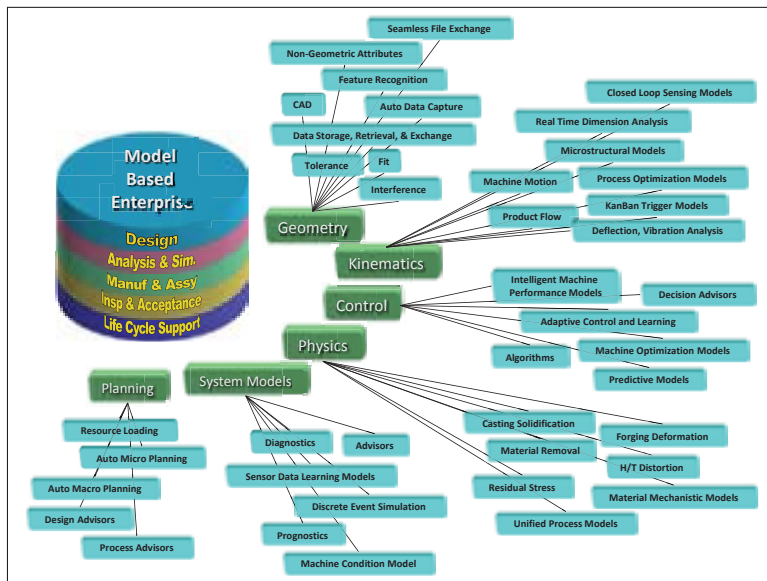 Seamless File Exchange
Non-Geometric Attributes
Feature Recognition
CAD
Auto Data Capture
Data Storage, Retrieval, & Exchange
Tolerance
Fit
Interference
Geometry
Closed Loop Sensing Models
Real Time Dimension Analysis
Microstructural Models
Machine Motion
Process Optimization Models
Product Flow
KanBan Trigger Models
Deflection, Vibration Analysis
Kinematics
Model
Based
Enterprise
Design
Analysis & Sim.
Manuf & Assy
Insp & Acceptance
Life Cycle Support
Control
Intelligent Machine
Performance Models
Decision Advisors
Adaptive Control and Learning
Algorithms
Machine Optimization Models
Predictive Models
Physics
Casting Solidification
Forging Deformation
Material Removal
H/T Distortion
Residual Stress
Material Mechanistic Models
Unified Process Models
System Models
Diagnostics
Advisors
Sensor Data Learning Models
Discrete Event Simulation
Prognostics
Machine Condition Model
Planning
Resource Loading
Auto Micro Planning
Auto Macro Planning
Design Advisors
Process Advisors